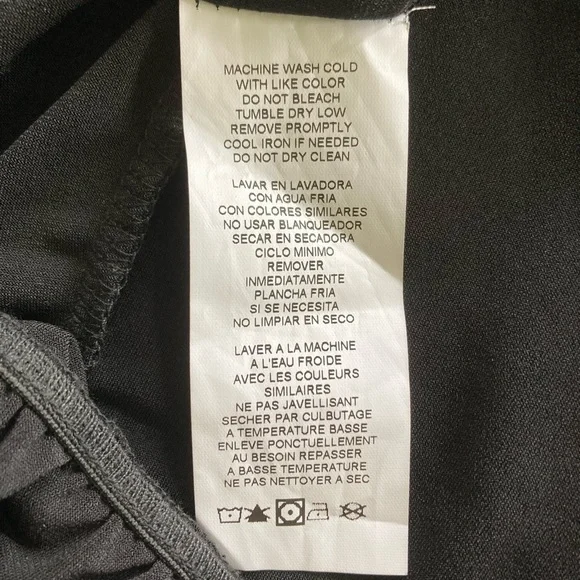 MACHINE WASH COLD
WITH LIKE COLOR
DO NOT BLEACH
TUMBLE DRY LOW
REMOVE PROMPTLY
COOL IRON IF NEEDED
DO NOT DRY CLEAN
LAVAR EN LAVADORA
CON AGUA FRIA
CON COLORES SIMILARES
NO USAR BLANQUEADOR
SECAR EN SECADORA
CICLO MINIMO
REMOVER
INMEDIATAMENTE
PLANCHA FRIA
SI SE NECESITA
NO LIMPIAR EN SECO
LAVER A LA MACHINE
A L'EAU FROIDE
AVEC LES COULEURS
SIMILAIRES
NE PAS JAVELLISANT
SECHER PAR CULBUTAGE
A TEMPERATURE BASSE
ENLEVE PONCTUELLEMENT
AU BESOIN REPASSER
A BASSE TEMPERATURE
NE PAS NETTOYER A SEC